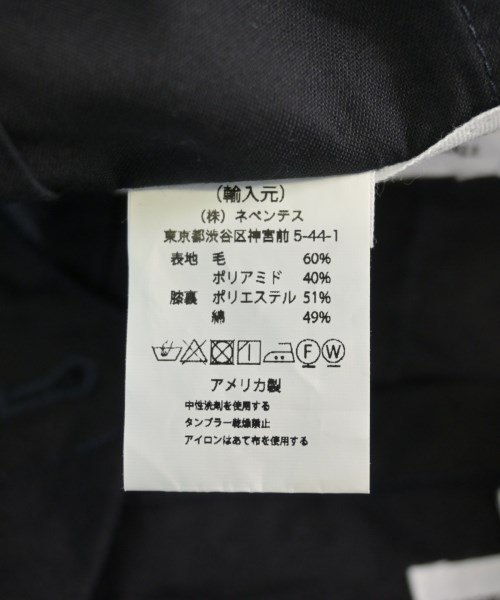 (輸入元)
(株) ネペンテス
東京都渋谷区神宮前 5-44-1
表地 毛 60%
ポリアミド 40%
膝裏 ポリエステル 51%
綿 49%
F W
アメリカ製
中性洗剤を使用する
タンブラー乾燥禁止
アイロンはあて布を使用する